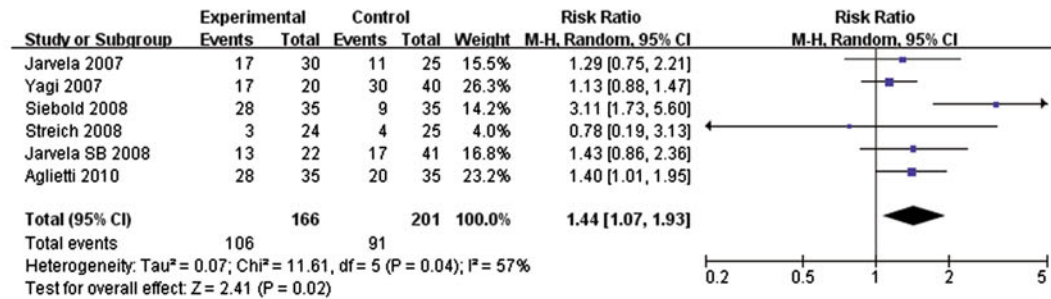 Experimental Control Risk Ratio Risk Ratio
Study or Subgroup Events Total Events Total Weight M-H, Random, 95% CI M-H, Random, 95% CI
Jarvela 2007 17 30 11 25 15.5% 1.29 [0.75, 2.21]
Yagi 2007 17 20 30 40 26.3% 1.13 [0.88, 1.47]
Siebold 2008 28 35 9 35 14.2% 3.11 [1.73, 5.60]
Streich 2008 3 24 4 25 4.0% 0.78 [0.19, 3.13]
Jarvela SB 2008 13 22 17 41 16.8% 1.43 [0.86, 2.36]
Aglietti 2010 28 35 20 35 23.2% 1.40 [1.01, 1.95]
Total (95% CI) 166 201 100.0% 1.44 [1.07, 1.93]
Total events 106 91
Heterogeneity: Tau² = 0.07; Chi² = 11.61, df = 5 (P = 0.04); I² = 57%
Test for overall effect: Z = 2.41 (P = 0.02)
0.2 1 2 5